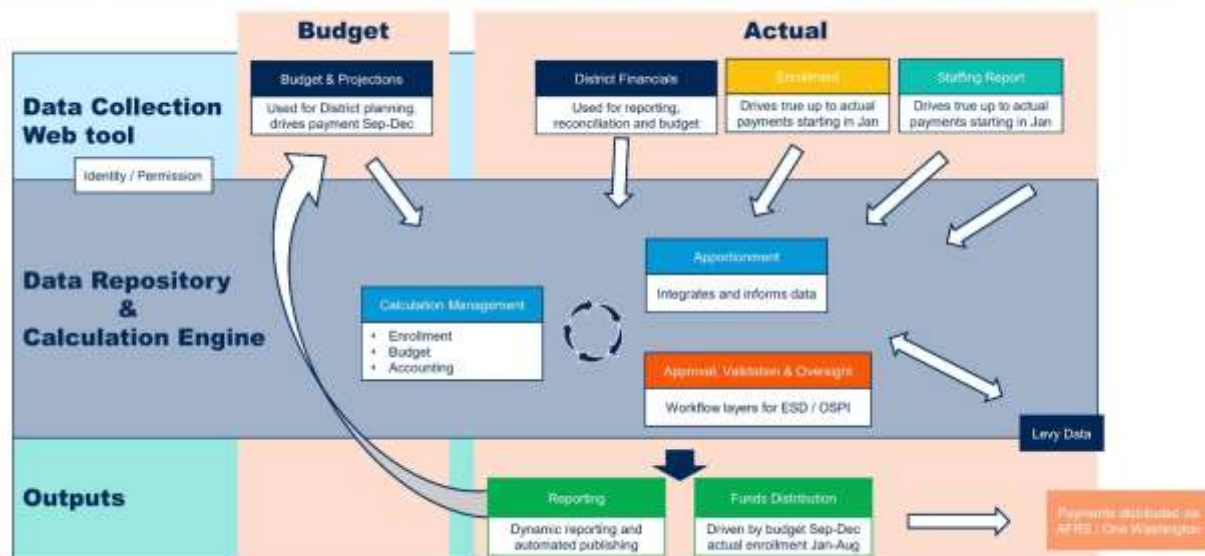 Budget
Actual
Data Collection
Web tool
Budget & Projections
Used for District planning,
drives payment Sep-Dec
District Financials
Used for reporting,
reconciliation and budget
Enrollment
Drives true up to actual
payments starting in Jan
Staffing Report
Drives true up to actual
payments starting in Jan
Identity / Permission
Data Repository
&
Calculation Engine
Calculation Management
• Enrollment
• Budget
• Accounting
Apportionment
Integrates and informs data
Approval, Validation & Oversight
Workflow layers for ESD / OSPI
Levy Data
Outputs
Reporting
Dynamic reporting and
automated publishing
Funds Distribution
Driven by budget Sep-Dec
actual enrollment Jan-Aug
Payments distributed via
AFRS / One Washington